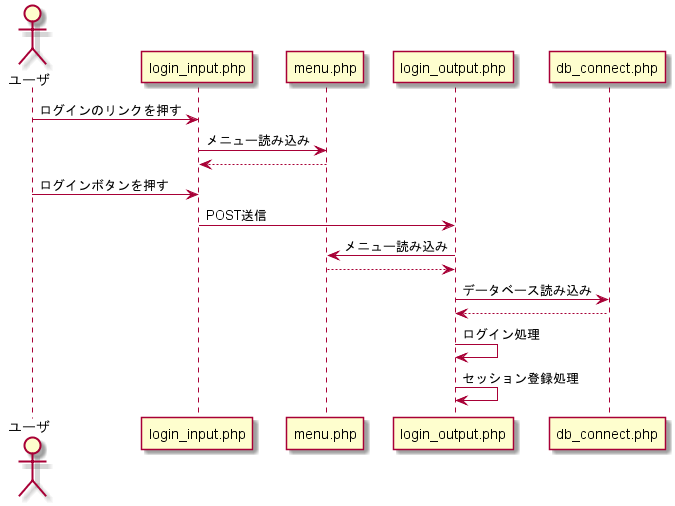 ユーザ
login_input.php
menu.php
login_output.php
db_connect.php
ログインのリンクを押す
メニュー読み込み
ログインボタンを押す
POST送信
メニュー読み込み
データベース読み込み
ログイン処理
セッション登録処理
ユーザ
login_input.php
menu.php
login_output.php
db_connect.php